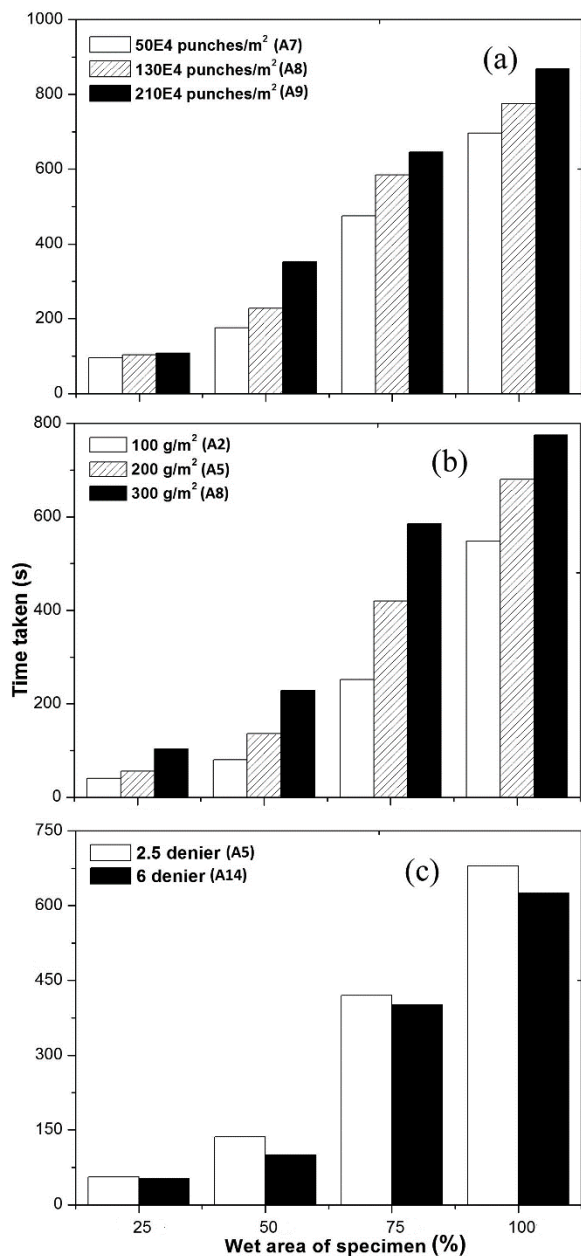 1000
50E4 punches/m² (A7)
130E4 punches/m² (A8)
210E4 punches/m² (A9)
(a)
800
600
400
200
0
800
100 g/m² (A2)
200 g/m² (A5)
300 g/m² (A8)
(b)
600
400
200
0
Time taken (s)
750
2.5 denier (A5)
6 denier (A14)
(c)
600
450
300
150
0
25 50 75 100
Wet area of specimen (%)